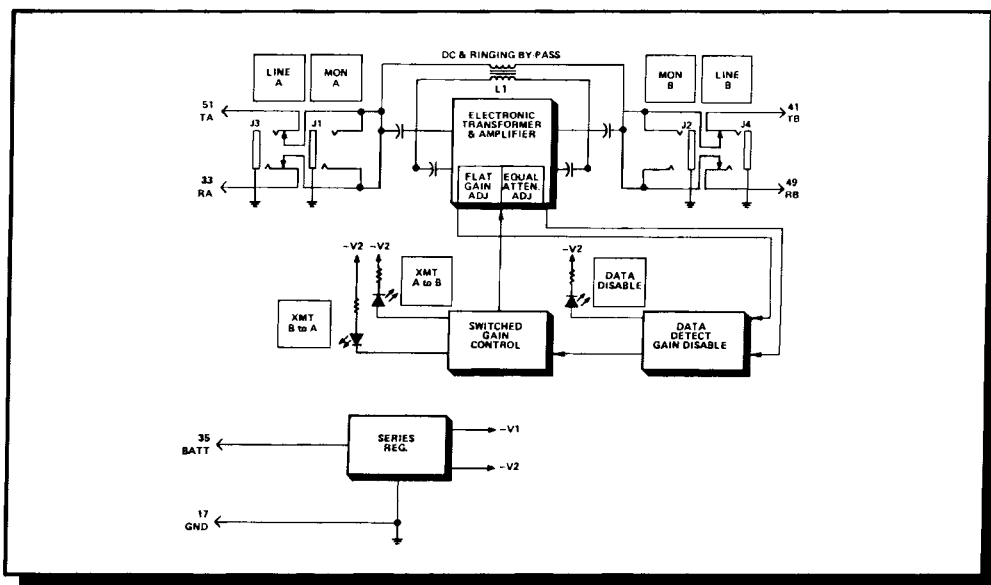 DC & RINGING BY-PASS
L1
LINE
A
MON
A
MON
B
LINE
B
51
TA
J3
J1
33
RA
ELECTRONIC
TRANSFORMER
& AMPLIFIER
FLAT
GAIN
ADJ
EQUAL
ATTEN.
ADJ
J2
J4
41
TB
49
RB
-V2
-V2
XMT
A to B
XMT
B to A
-V2
DATA
DISABLE
SWITCHED
GAIN
CONTROL
DATA
DETECT
GAIN DISABLE
35
BATT
SERIES
REG.
-V1
-V2
17
GND